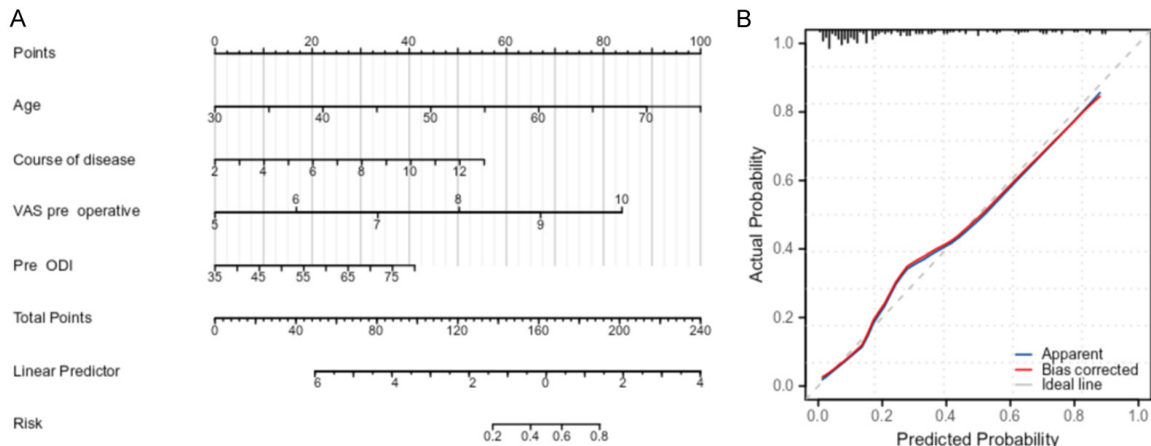 A
Points
0 20 40 60 80 100
Age
30 40 50 60 70
Course of disease
2 4 6 8 10 12
VAS pre operative
6 8 10
5 7 9
Pre ODI
35 45 55 65 75
Total Points
0 40 80 120 160 200 240
Linear Predictor
6 4 2 0 2 4
Risk
0.2 0.4 0.6 0.8
B
Actual Probability
1.0
0.8
0.6
0.4
0.2
0.0
Apparent
Bias corrected
Ideal line
0.0 0.2 0.4 0.6 0.8 1.0
Predicted Probability